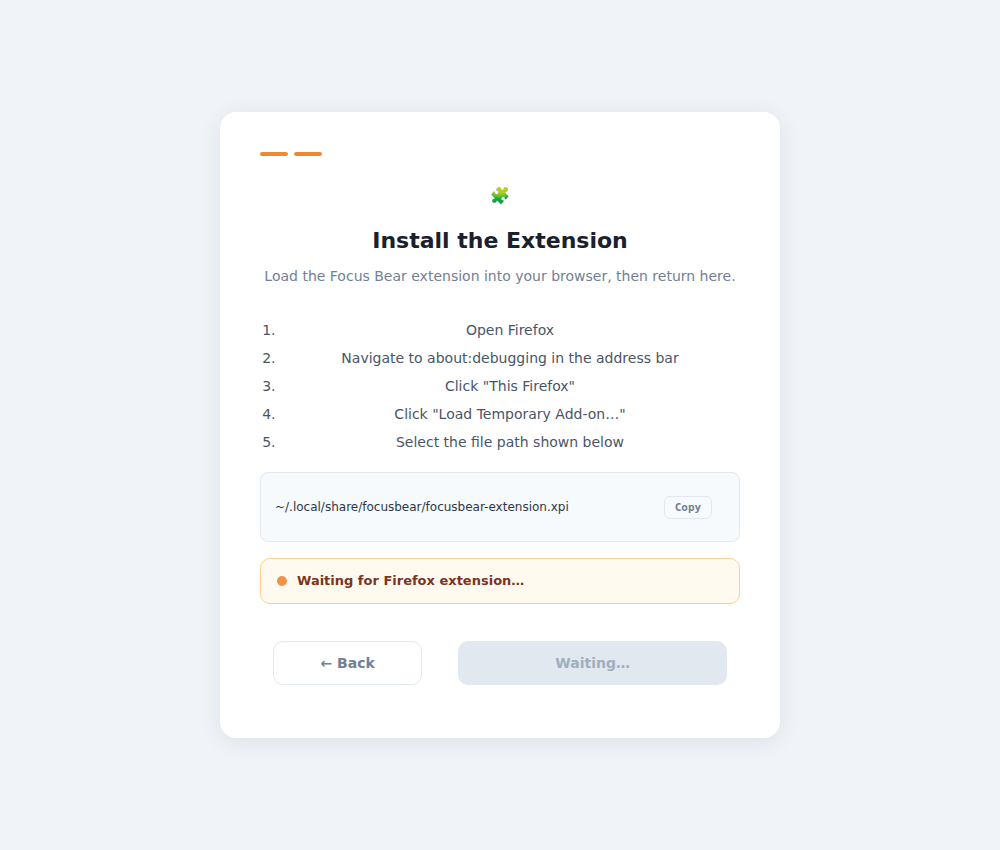 Install the Extension
Load the Focus Bear extension into your browser, then return here.
1. Open Firefox
2. Navigate to about:debugging in the address bar
3. Click "This Firefox"
4. Click "Load Temporary Add-on…"
5. Select the file path shown below
~/.local/share/focusbear/focusbear-extension.xpi Copy
Waiting for Firefox extension…
← Back Waiting…